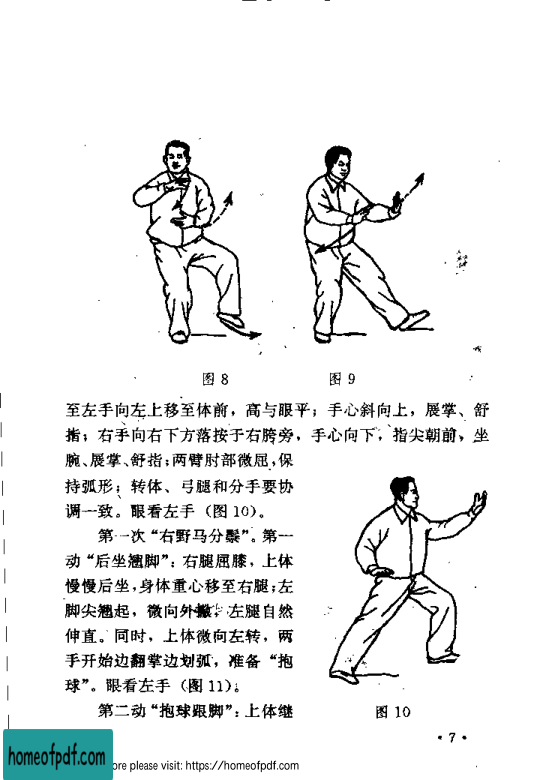 图8
图9
至左手向左上移至体前，高与眼平；手心斜向上，展掌、舒
指；右手向右下方落按于右胯旁，手心向下，指尖朝前，坐
腕、展掌、舒指；两臂肘部微屈，保
持弧形；转体、弓腿和分手要协
调一致。眼看左手（图10）。
第一次“右野马分鬃”。第一
动“后坐翘脚”：右腿屈膝，上体
慢慢后坐，身体重心移至右腿；左
脚尖翘起，微向外撇，左腿自然
伸直。同时，上体微向左转，两
手开始边翻掌边划弧，准备“抱
球”。眼看左手（图11）；
第二动“抱球跟脚”：上体继
图10
·7·
homeofpdf.com
ore please visit: https://homeofpdf.com